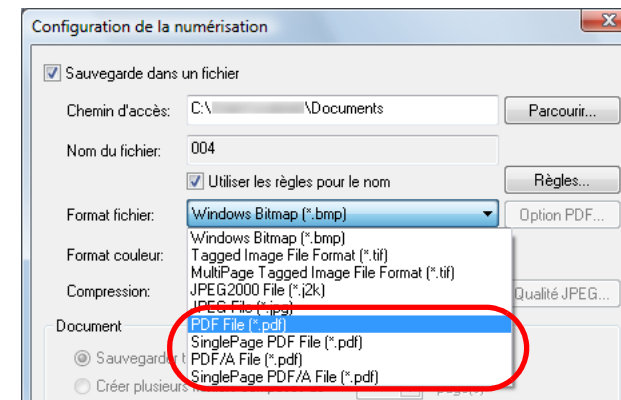 Configuration de la numérisation
Sauvegarde dans un fichier
Chemin d'accès: C:\ \Documents Parcourir...
Nom du fichier: 004
Utiliser les règles pour le nom Règles...
Format fichier: Windows Bitmap (*.bmp) Option PDF...
Windows Bitmap (*.bmp)
Format couleur: Tagged Image File Format (*.tif)
MultiPage Tagged Image File Format (*.tif)
Compression: JPEG2000 File (*.j2k) Qualité JPEG...
JPEG File (*.jpg)
Document PDF File (*.pdf)
SinglePage PDF File (*.pdf)
Sauvegarder t PDF/A File (*.pdf)
SinglePage PDF/A File (*.pdf)
Créer plusieurs